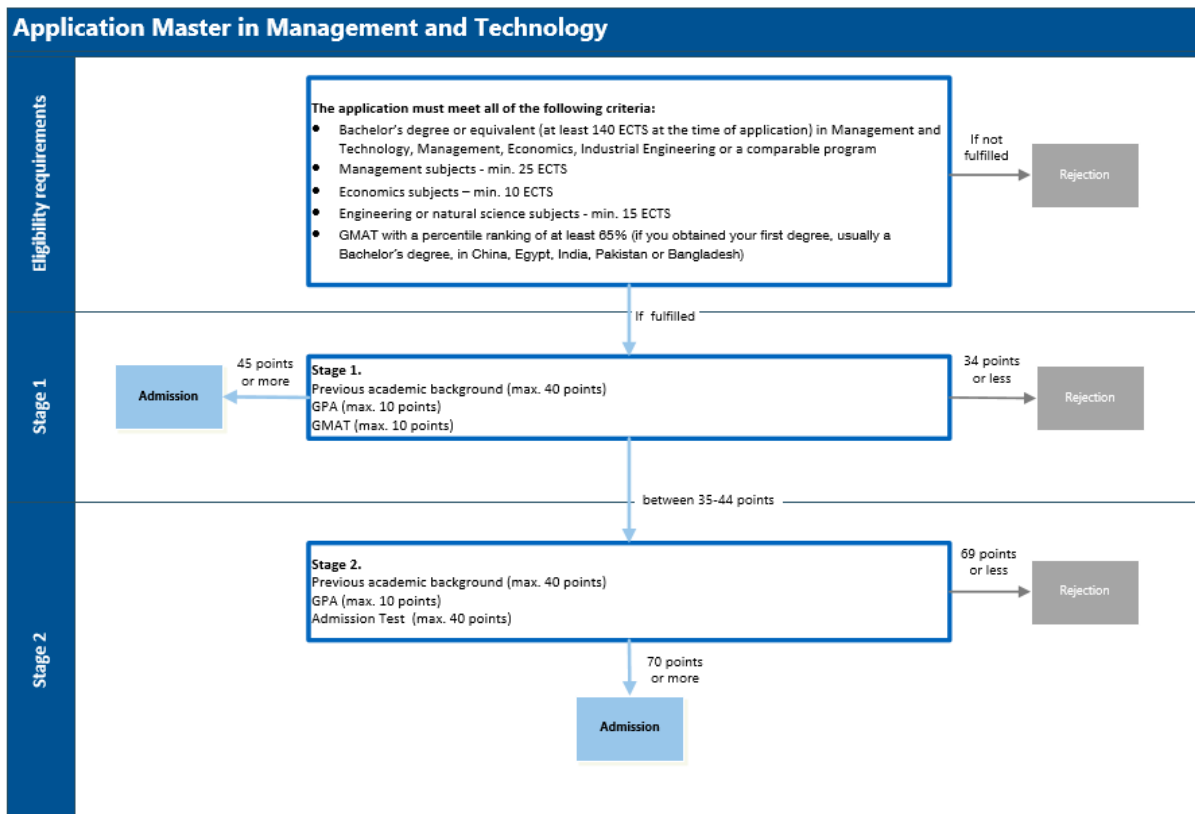 Application Master in Management and Technology
Eligibility requirements
The application must meet all of the following criteria:
• Bachelor's degree or equivalent (at least 140 ECTS at the time of application) in Management and
Technology, Management, Economics, Industrial Engineering or a comparable program
• Management subjects - min. 25 ECTS
• Economics subjects – min. 10 ECTS
• Engineering or natural science subjects - min. 15 ECTS
• GMAT with a percentile ranking of at least 65% (if you obtained your first degree, usually a
Bachelor's degree, in China, Egypt, India, Pakistan or Bangladesh)
If not
fulfilled
Rejection
If fulfilled
Stage 1
45 points
or more
Admission
Stage 1.
Previous academic background (max. 40 points)
GPA (max. 10 points)
GMAT (max. 10 points)
34 points
or less
Rejection
between 35-44 points
Stage 2
Stage 2.
Previous academic background (max. 40 points)
GPA (max. 10 points)
Admission Test  (max. 40 points)
69 points
or less
Rejection
70 points
or more
Admission